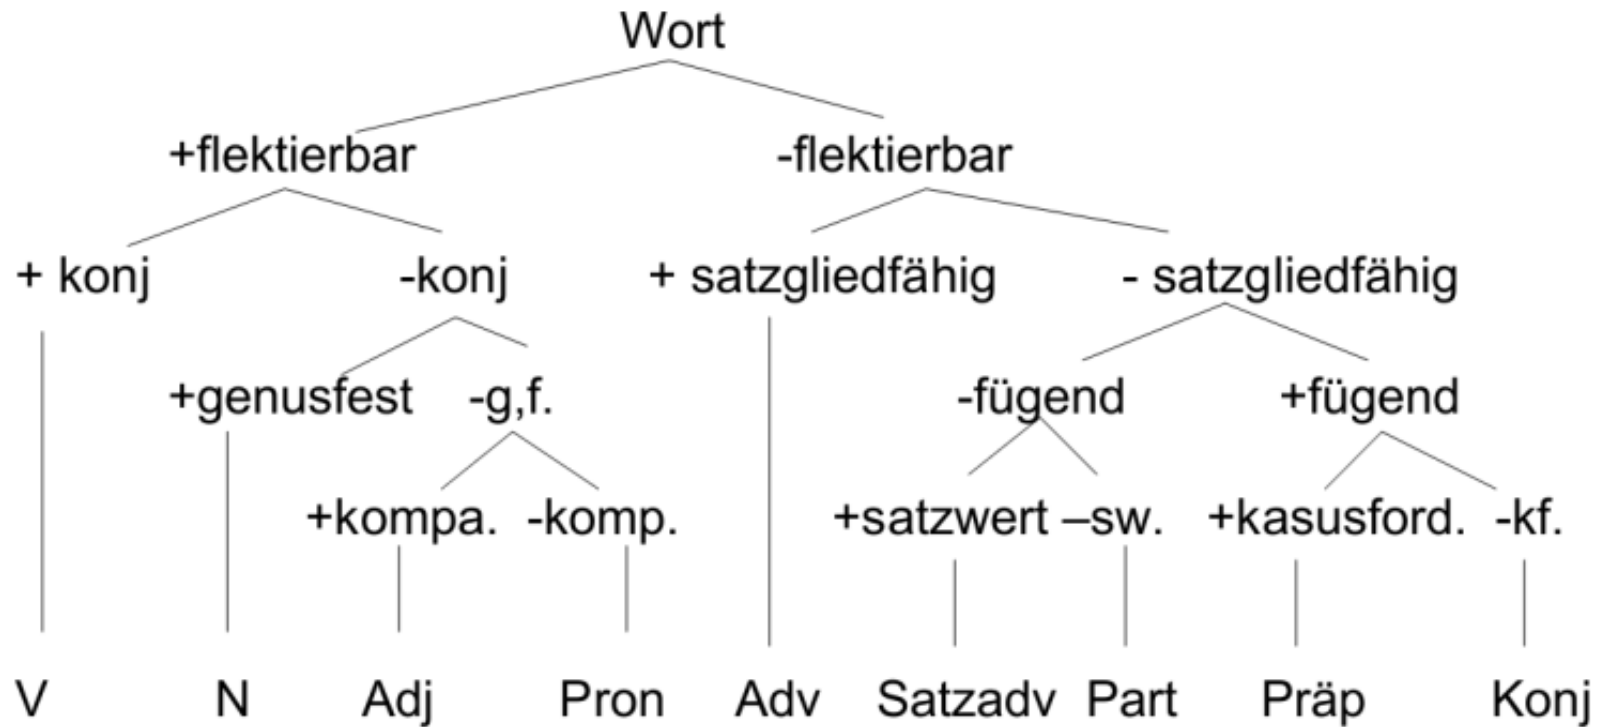 Wort
+flektierbar -flektierbar
+ konj -konj + satzgliedfähig - satzgliedfähig
+genusfest -g,f. -fügend +fügend
+kompa. -komp. +satzwert –sw. +kasusford. -kf.
V N Adj Pron Adv Satzadv Part Präp Konj